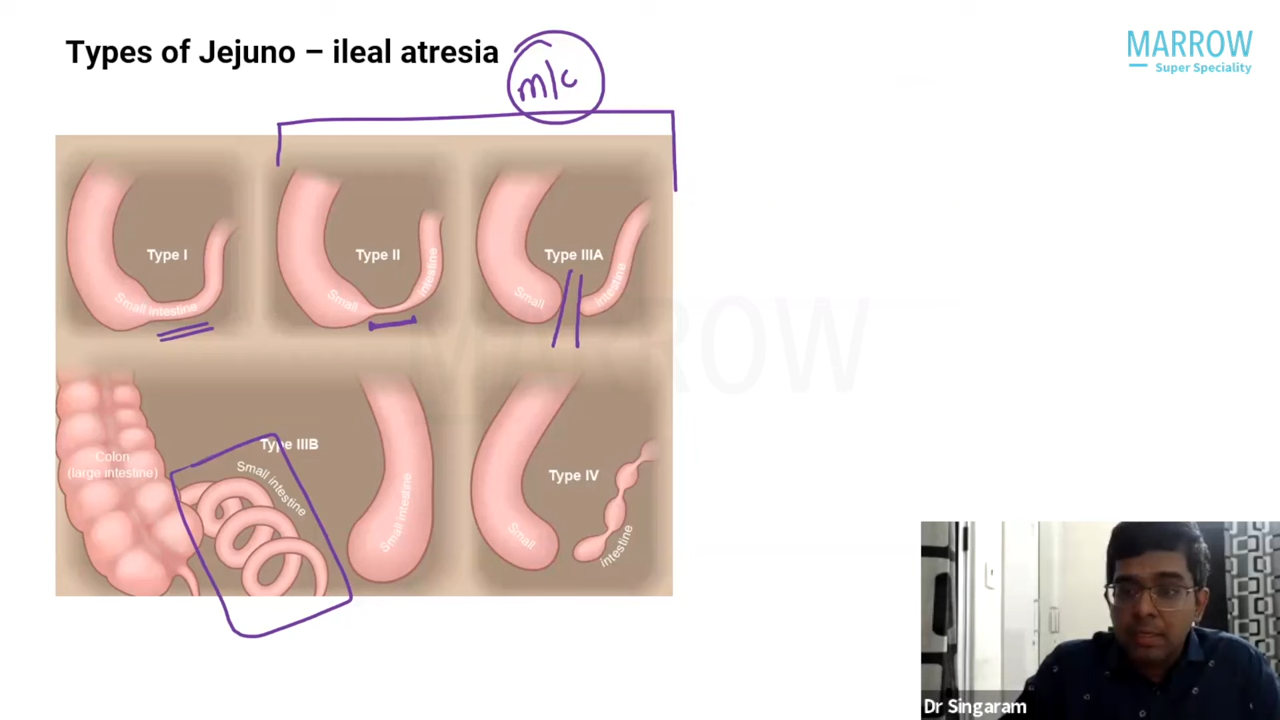 Types of Jejuno – ileal atresia
m/c
MARROW
Super Speciality
Type I
Small intestine
Type II
Small
intestine
Type IIIA
Small
intestine
MARROW
Colon
(large intestine)
Type IIIB
Small intestine
Small intestine
Type IV
Small
intestine
Dr Singaram